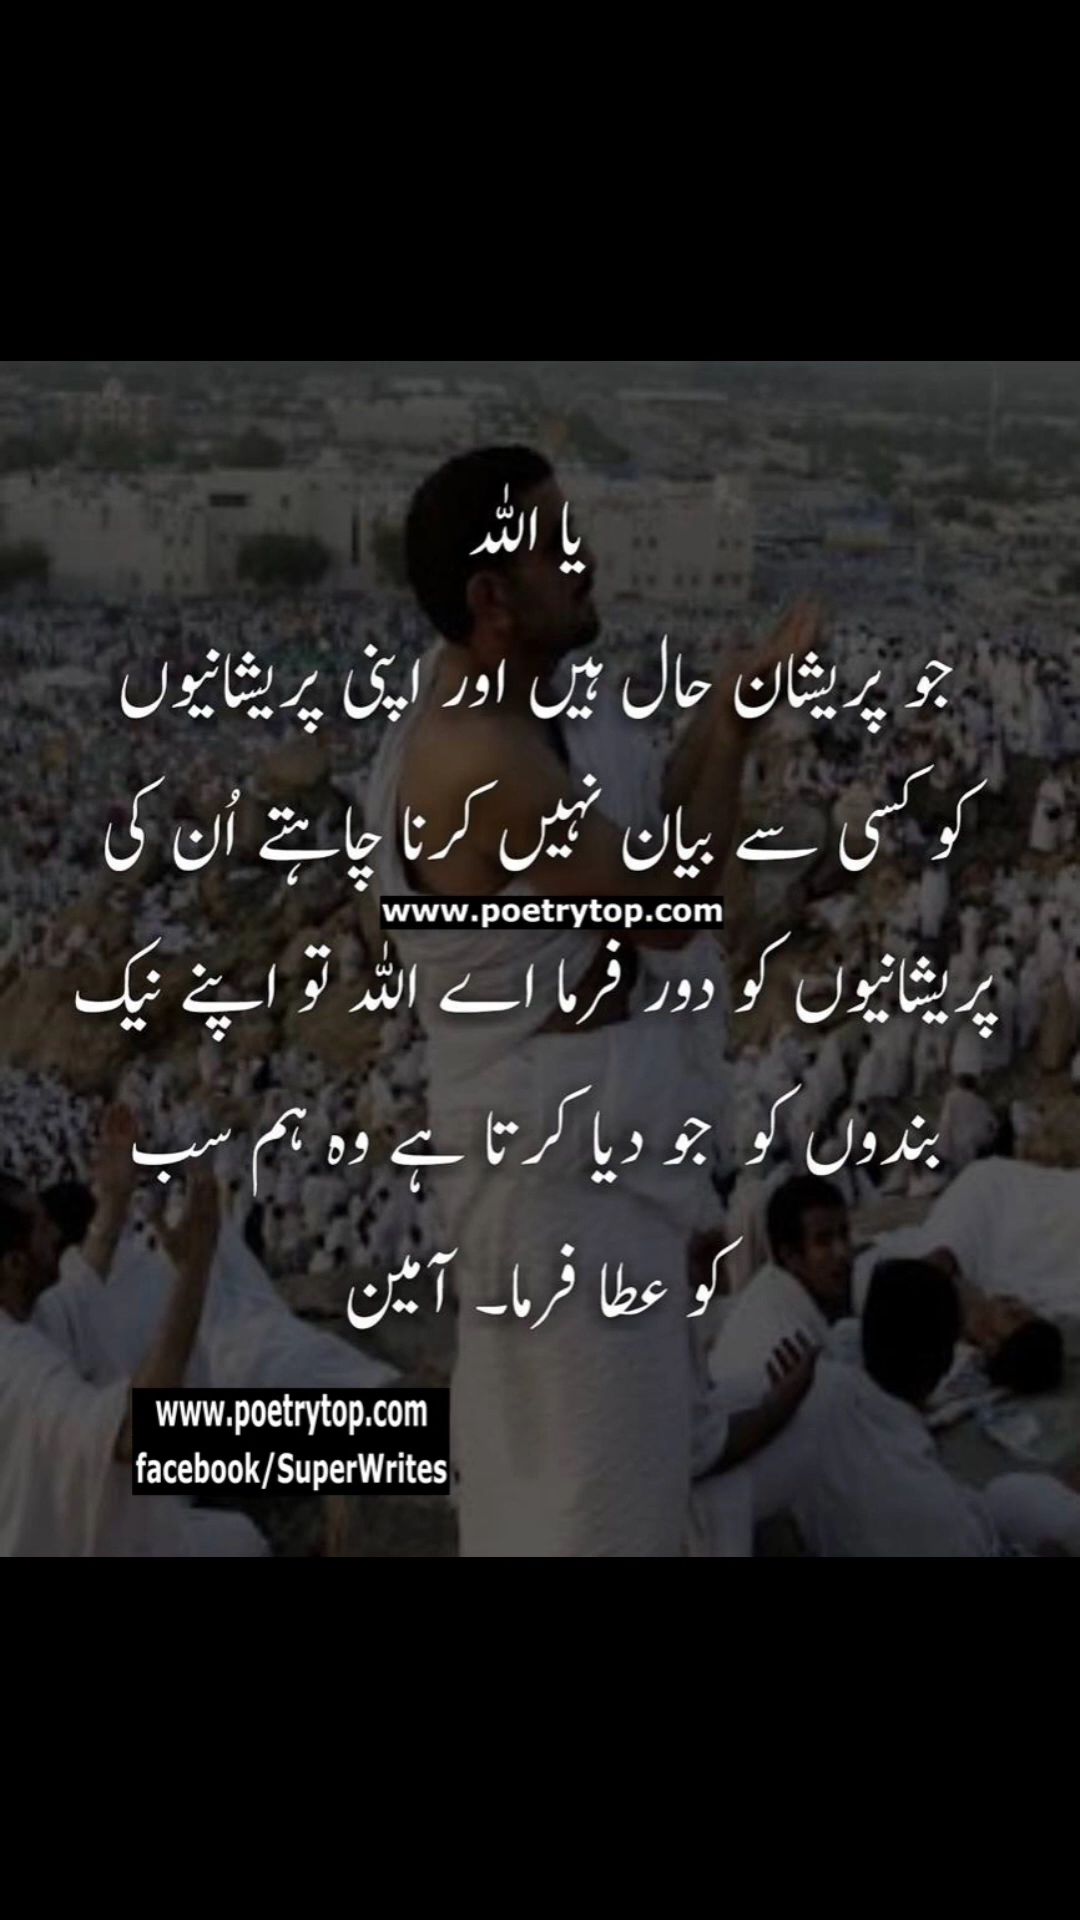 یا اللہ
جو پریشان حال ہیں اور اپنی پریشانیوں
کو کسی سے بیان نہیں کرنا چاہتے اُن کی
www.poetrytop.com
پریشانیوں کو دور فرما اے اللہ تو اپنے نیک
بندوں کو جو دیا کرتا ہے وہ ہم سب
کو عطا فرما۔ آمین
www.poetrytop.com
facebook/SuperWrites